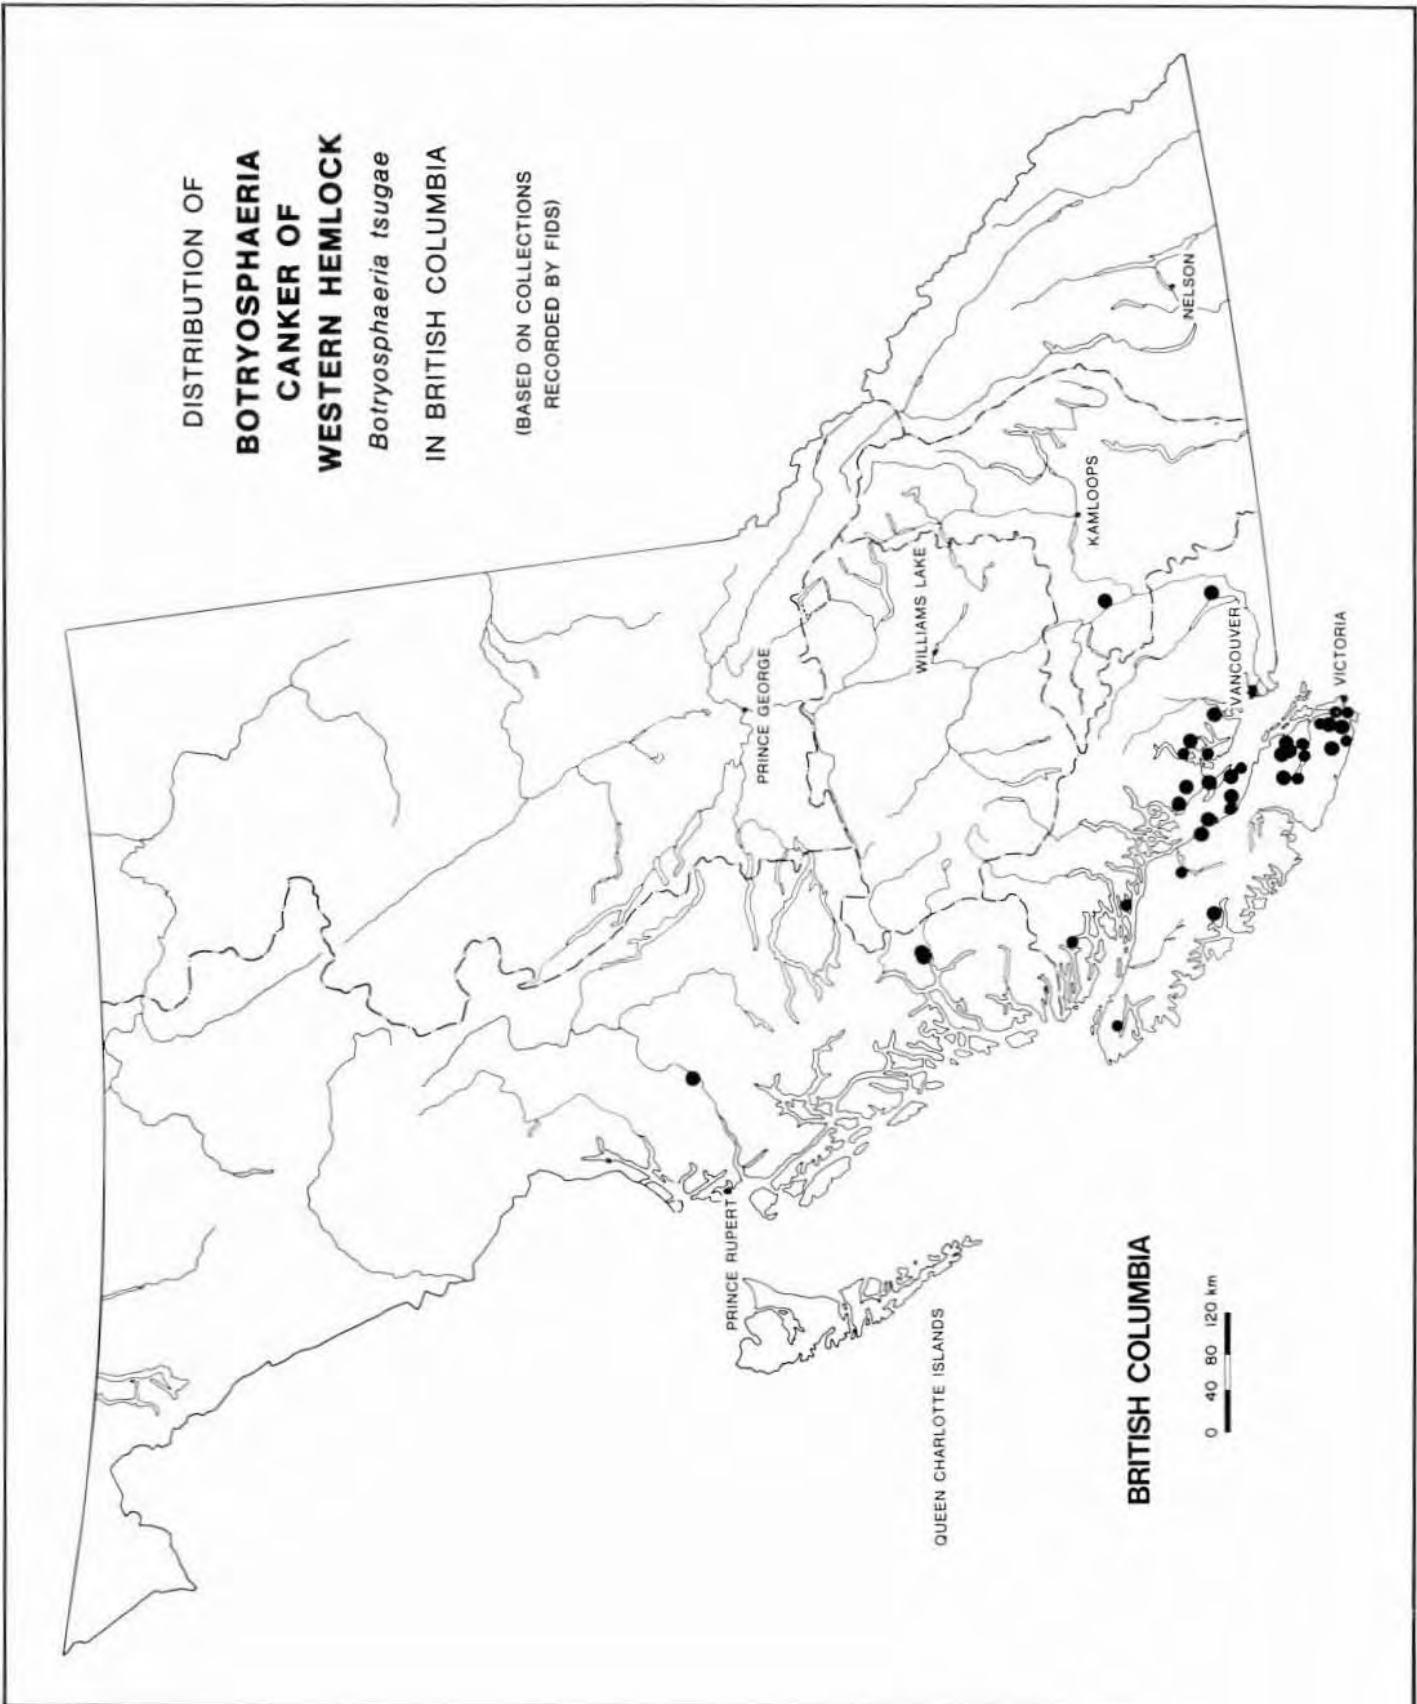 DISTRIBUTION OF
BOTRYOSPHAERIA
CANKER OF
WESTERN HEMLOCK
Botryosphaeria tsugae
IN BRITISH COLUMBIA
(BASED ON COLLECTIONS
RECORDED BY FIDS)
PRINCE GEORGE
PRINCE RUPERT
WILLIAMS LAKE
QUEEN CHARLOTTE ISLANDS
KAMLOOPS
NELSON
VANCOUVER
VICTORIA
BRITISH COLUMBIA
0 40 80 120 km